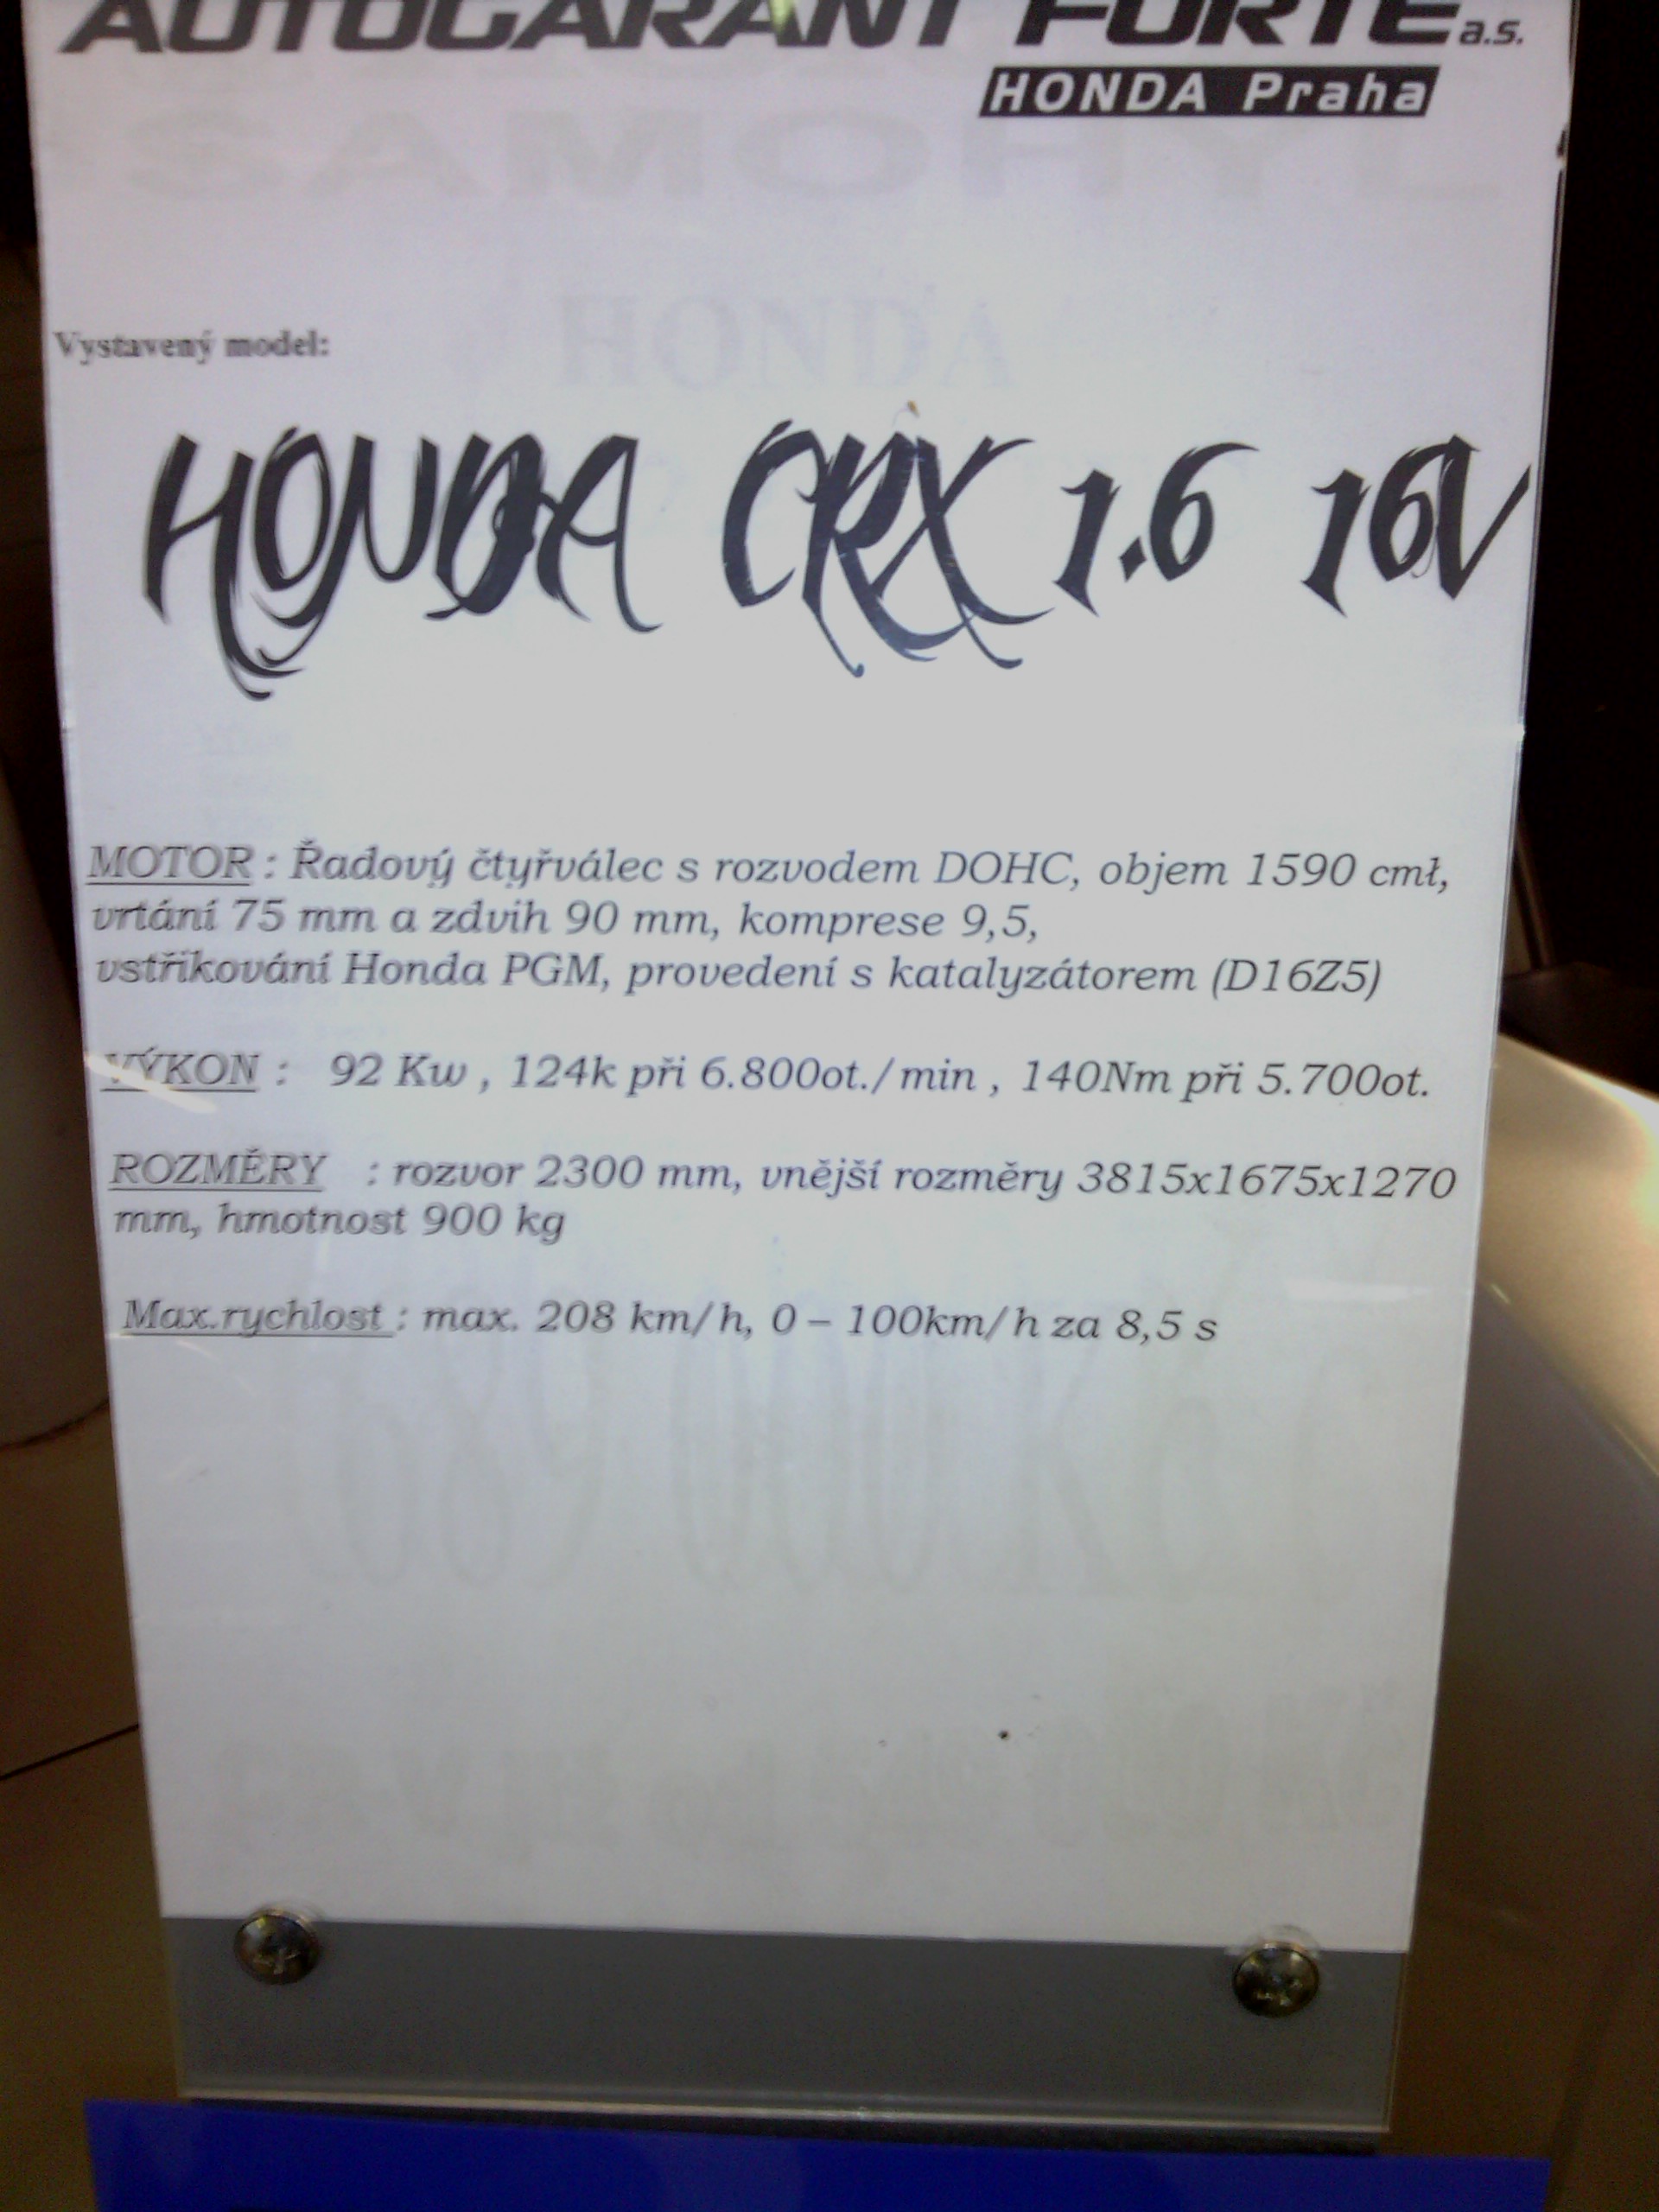 AUTOGARANT FORTE a.s.
HONDA Praha
SAMOHÝL
HONDA
Vystavený model:
HONDA CRX 1.6 16V
MOTOR : Řadový čtyřválec s rozvodem DOHC, objem 1590 cmł,
vrtání 75 mm a zdvih 90 mm, komprese 9,5,
vstřikování Honda PGM, provedení s katalyzátorem (D16Z5)
VÝKON : 92 Kw , 124k při 6.800ot./min , 140Nm při 5.700ot.
ROZMĚRY : rozvor 2300 mm, vnější rozměry 3815x1675x1270
mm, hmotnost 900 kg
Max.rychlost : max. 208 km/h, 0 – 100km/h za 8,5 s